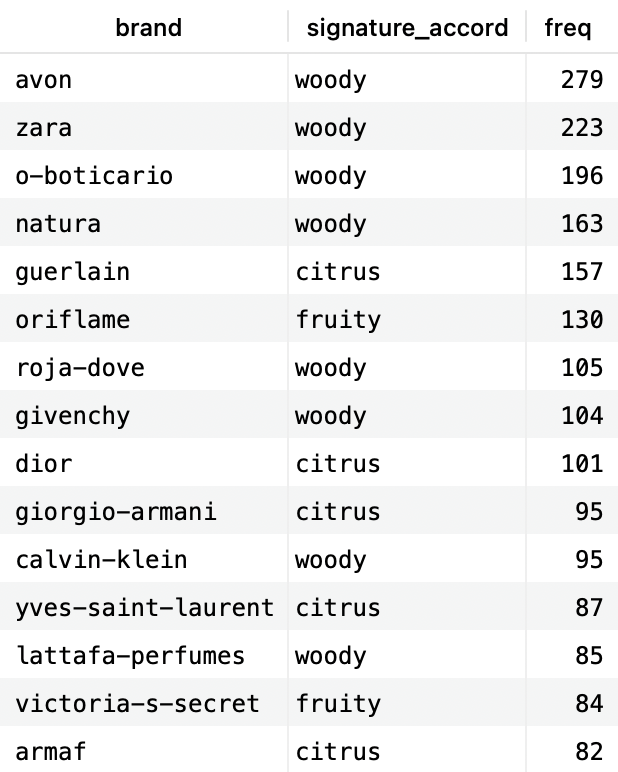 brand signature_accord freq
avon woody 279
zara woody 223
o-boticario woody 196
natura woody 163
guerlain citrus 157
oriflame fruity 130
roja-dove woody 105
givenchy woody 104
dior citrus 101
giorgio-armani citrus 95
calvin-klein woody 95
yves-saint-laurent citrus 87
lattafa-perfumes woody 85
victoria-s-secret fruity 84
armaf citrus 82